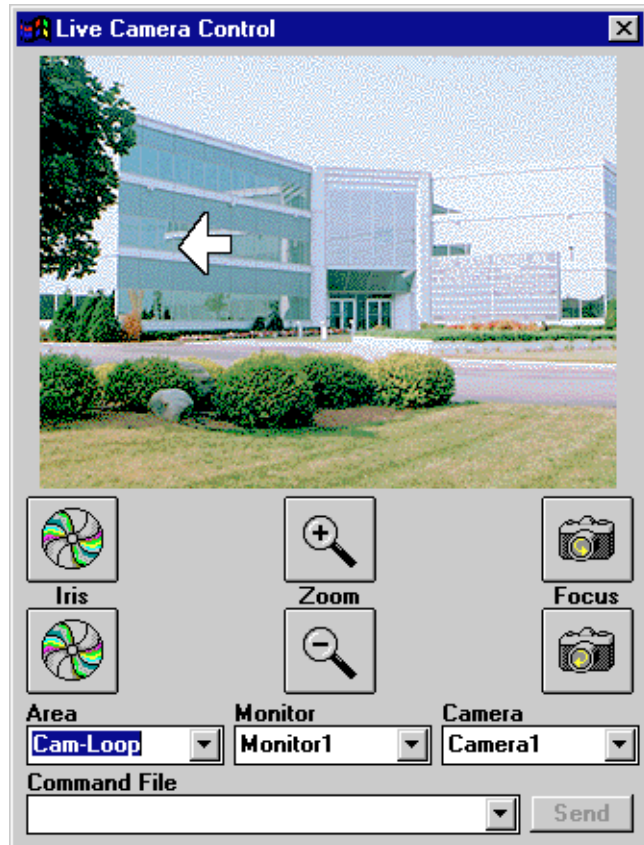 Live Camera Control
Iris
Zoom
Focus
Area
Monitor
Camera
Cam-Loop
Monitor1
Camera1
Command File
Send